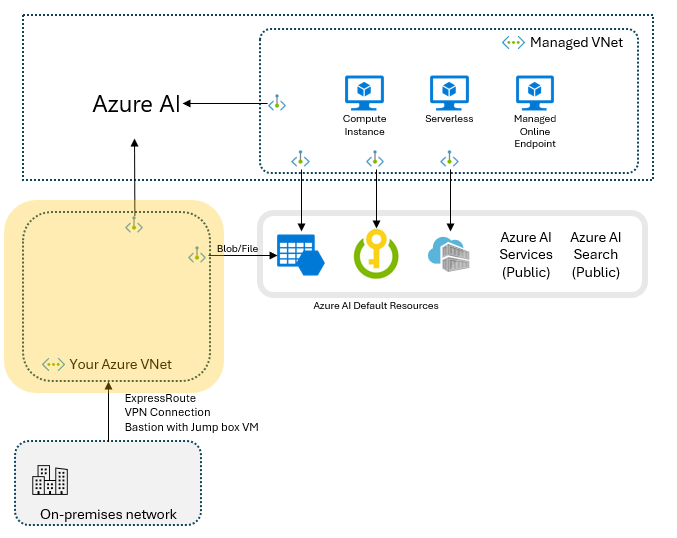 Managed VNet
Azure AI
Compute
Instance
Serverless
Managed
Online
Endpoint
Blob/File
Azure AI
Services
(Public)
Azure AI
Search
(Public)
Azure AI Default Resources
Your Azure VNet
ExpressRoute
VPN Connection
Bastion with Jump box VM
On-premises network